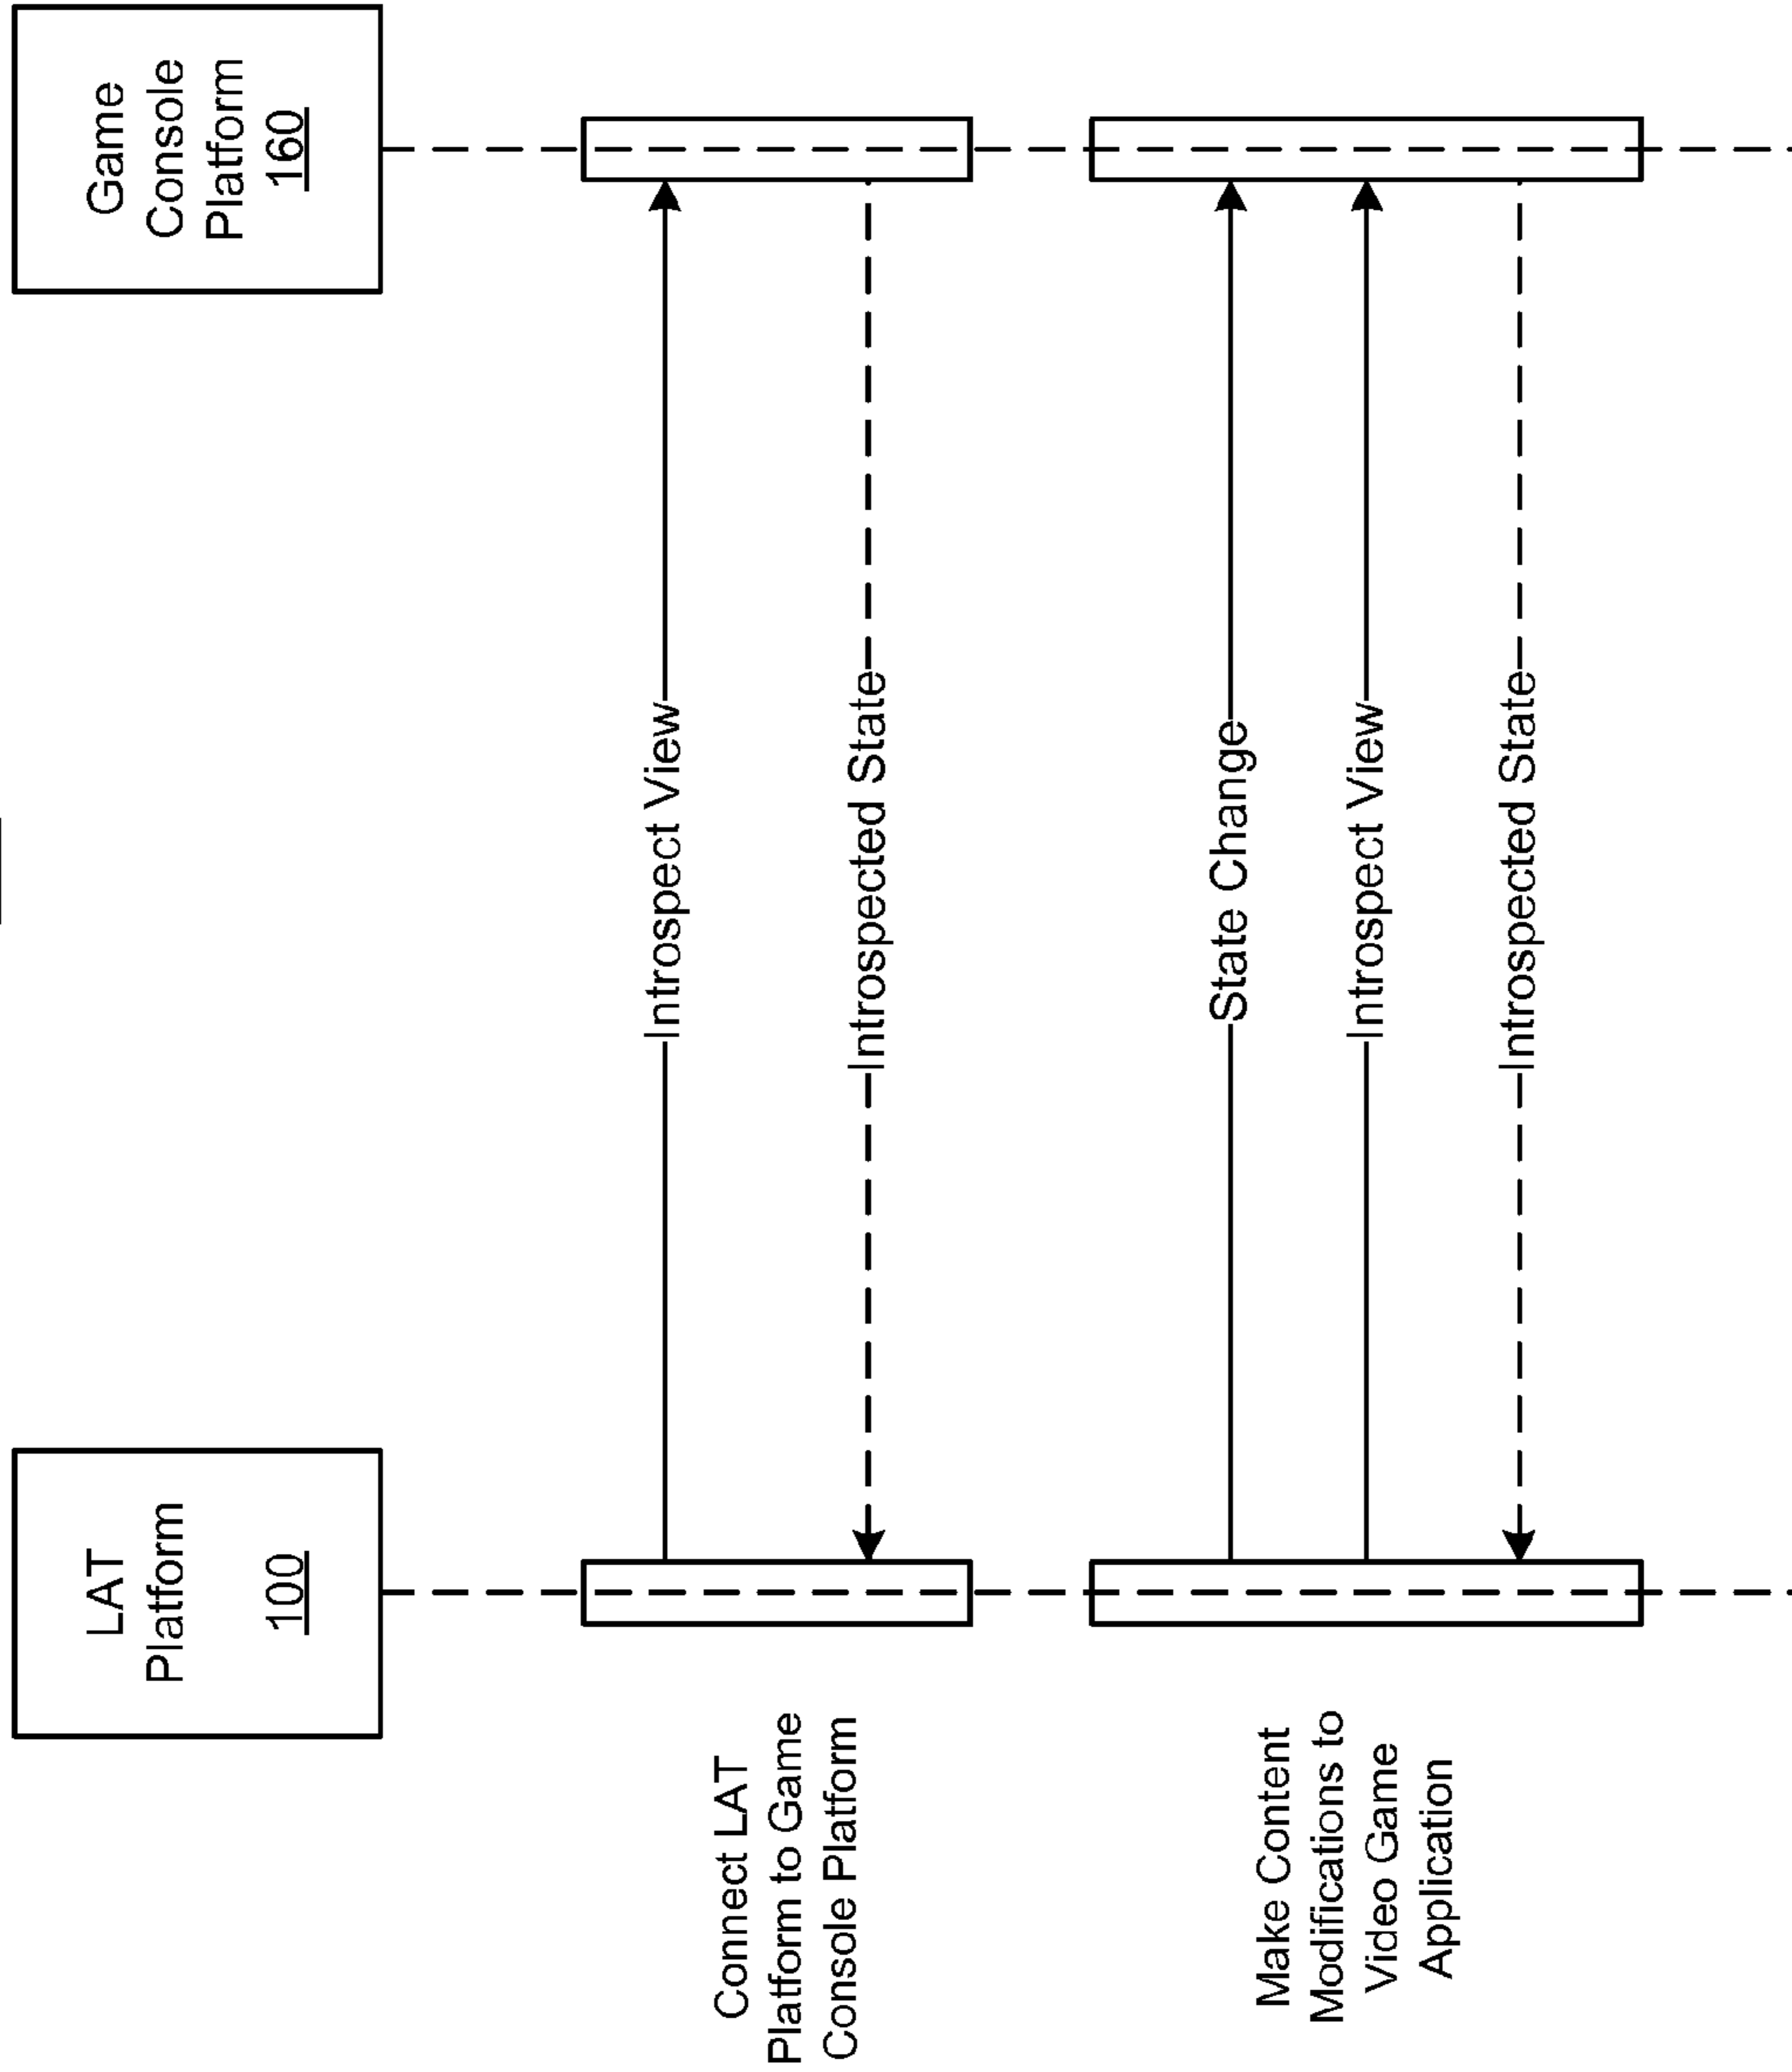 LAT
Platform
100
Game
Console
Platform
160
Connect LAT
Platform to Game
Console Platform
Introspect View
Introspected State
Make Content
Modifications to
Video Game
Application
State Change
Introspect View
Introspected State